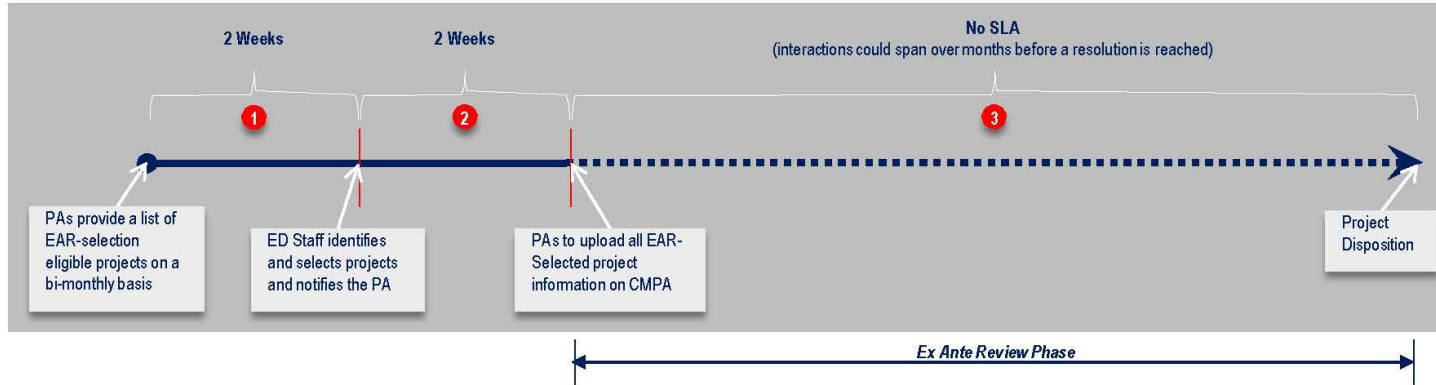 2 Weeks
2 Weeks
No SLA
(interactions could span over months before a resolution is reached)
1
2
3
PAs provide a list of
EAR-selection
eligible projects on a
bi-monthly basis
ED Staff identifies
and selects projects
and notifies the PA
PAs to upload all EAR-
Selected project
information on CMPA
Project
Disposition
Ex Ante Review Phase